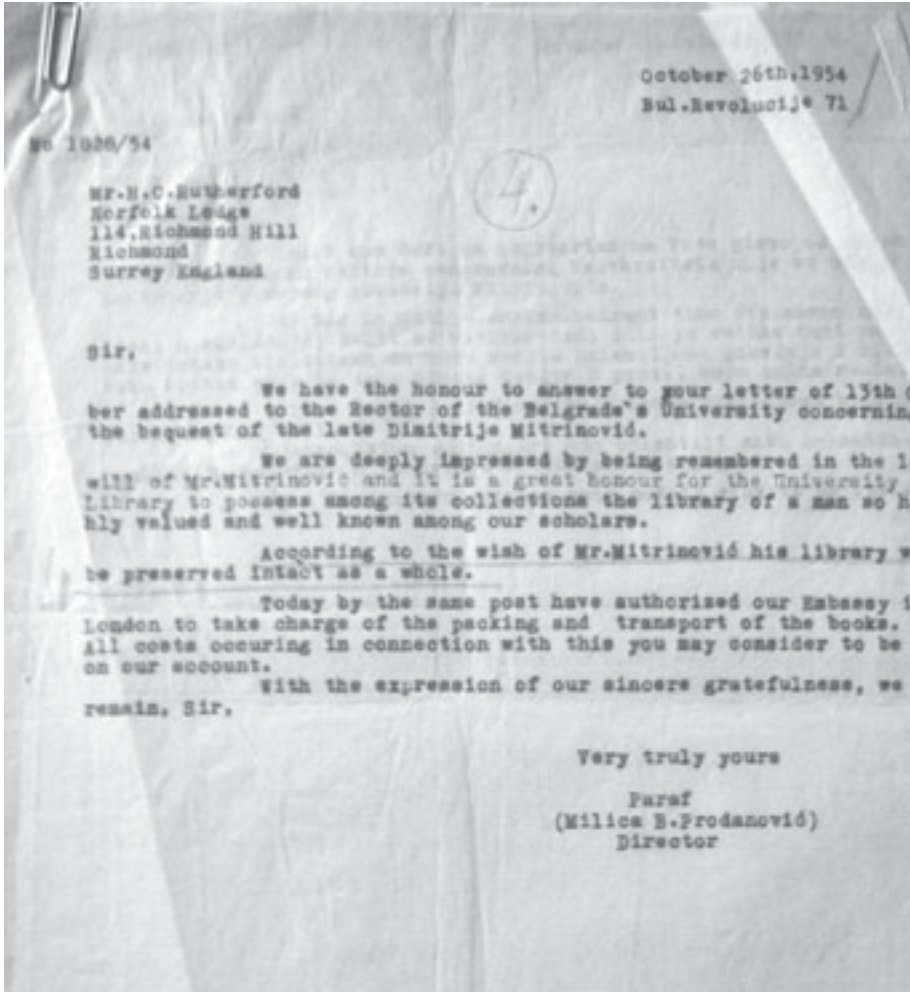 October 26th,1954
Bul.Revolucije 71
No 1020/54
4.
Mr.H.C.Rutherford
Norfolk Lodge
114,Richmond Hill
Richmond
Surrey England
Sir,
We have the honour to answer to your letter of 13th
ber addressed to the Rector of the Belgrade's University concerning
the bequest of the late Dimitrije Mitrinović.
We are deeply impressed by being remembered in the
will of Mr.Mitrinović and it is a great honour for the University
Library to possess among its collections the library of a man so
hly valued and well known among our scholars.
According to the wish of Mr.Mitrinović his library
be preserved intact as a whole.
Today by the same post have authorized our Embassy
London to take charge of the packing and transport of the books.
All costs occuring in connection with this you may consider to be
on our account.
With the expression of our sincere gratefulness, we
remain, Sir,
Very truly yours
Paraf
(Milica B.Prodanović)
Director